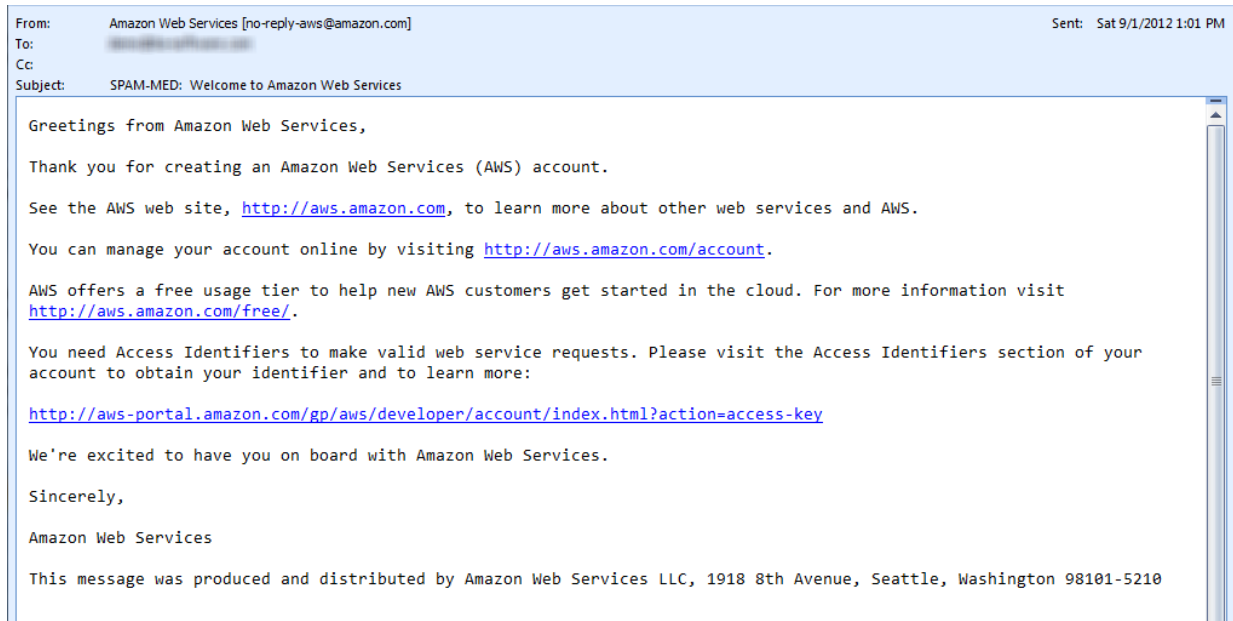 From: Amazon Web Services [no-reply-aws@amazon.com] Sent: Sat 9/1/2012 1:01 PM
To:
Cc:
Subject: SPAM-MED: Welcome to Amazon Web Services
Greetings from Amazon Web Services,
Thank you for creating an Amazon Web Services (AWS) account.
See the AWS web site, http://aws.amazon.com, to learn more about other web services and AWS.
You can manage your account online by visiting http://aws.amazon.com/account.
AWS offers a free usage tier to help new AWS customers get started in the cloud. For more information visit
http://aws.amazon.com/free/.
You need Access Identifiers to make valid web service requests. Please visit the Access Identifiers section of your
account to obtain your identifier and to learn more:
http://aws-portal.amazon.com/gp/aws/developer/account/index.html?action=access-key
We're excited to have you on board with Amazon Web Services.
Sincerely,
Amazon Web Services
This message was produced and distributed by Amazon Web Services LLC, 1918 8th Avenue, Seattle, Washington 98101-5210